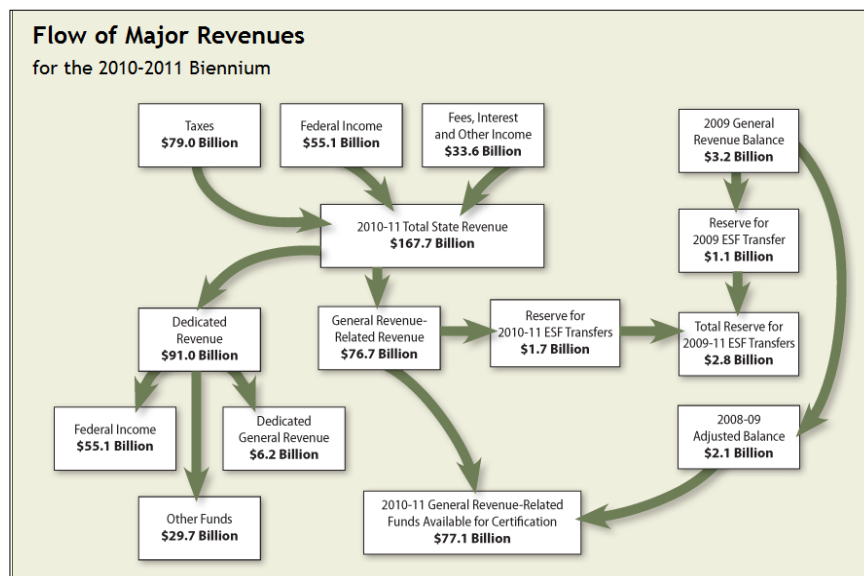 Flow of Major Revenues
for the 2010-2011 Biennium
Taxes
$79.0 Billion
Federal Income
$55.1 Billion
Fees, Interest
and Other Income
$33.6 Billion
2009 General
Revenue Balance
$3.2 Billion
2010-11 Total State Revenue
$167.7 Billion
Reserve for
2009 ESF Transfer
$1.1 Billion
Dedicated
Revenue
$91.0 Billion
General Revenue-
Related Revenue
$76.7 Billion
Reserve for
2010-11 ESF Transfers
$1.7 Billion
Total Reserve for
2009-11 ESF Transfers
$2.8 Billion
Federal Income
$55.1 Billion
Dedicated
General Revenue
$6.2 Billion
2008-09
Adjusted Balance
$2.1 Billion
Other Funds
$29.7 Billion
2010-11 General Revenue-Related
Funds Available for Certification
$77.1 Billion